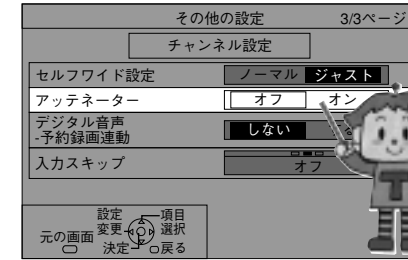 その他の設定 3/3ページ
チャンネル設定
セルフワイド設定 ノーマル ジャスト
アッテネーター オフ オン
デジタル音声
-予約録画連動 しない
入力スキップ オフ
設定 項目
変更 選択
元の画面 決定 戻る